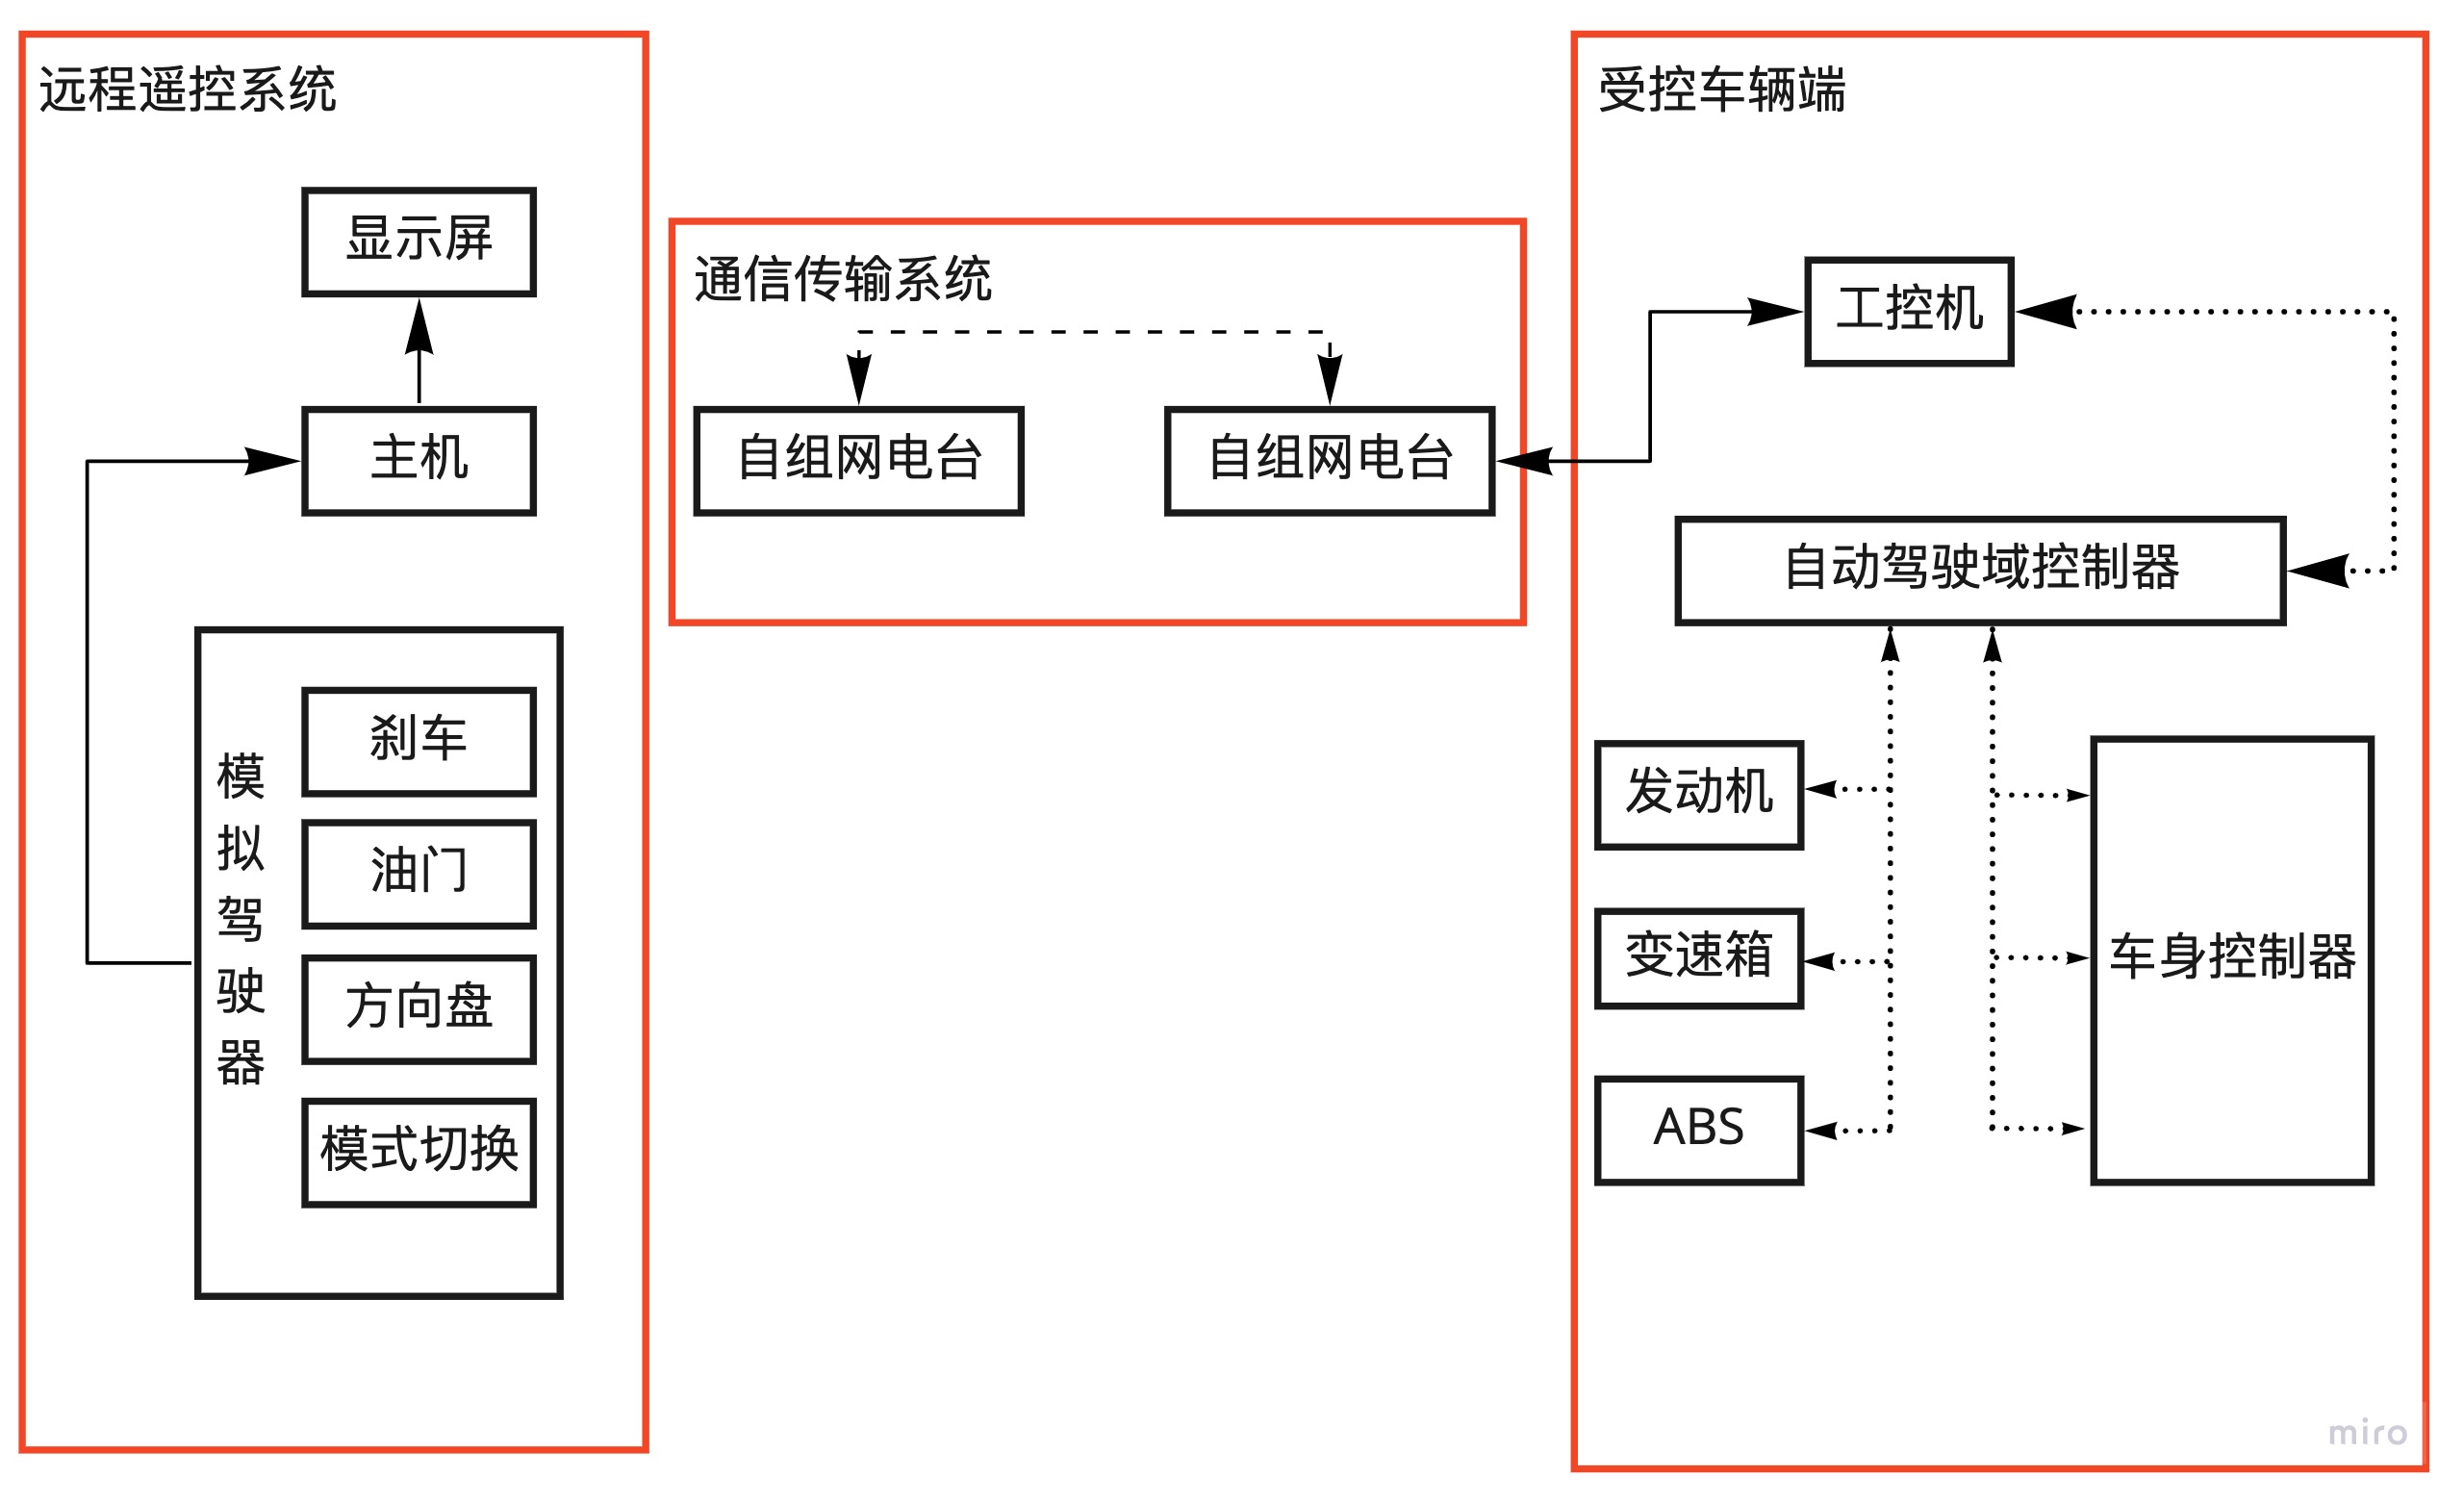 远程遥控系统
显示屏
主机
模拟驾驶器
刹车
油门
方向盘
模式切换
通信传输系统
自组网电台
自组网电台
受控车辆端
工控机
自动驾驶域控制器
发动机
变速箱
ABS
车身控制器
miro